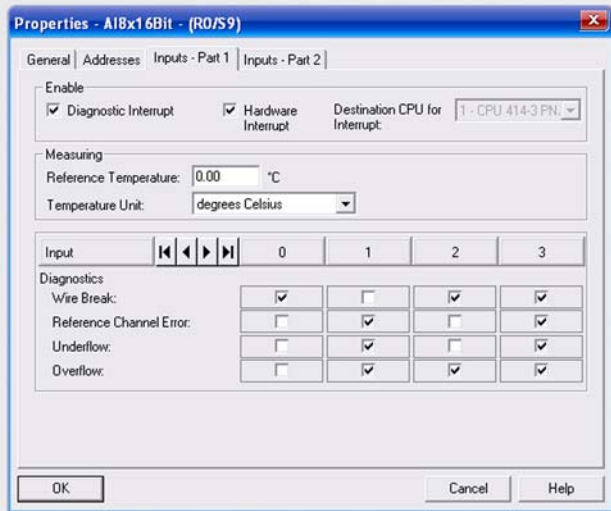 Properties - AI8x16Bit - (R0/S9)
General Addresses Inputs - Part 1 Inputs - Part 2
Enable
Diagnostic Interrupt Hardware Interrupt Destination CPU for Interrupt: 1 - CPU 414-3 PN.
Measuring
Reference Temperature: 0.00 °C
Temperature Unit: degrees Celsius
Input 0 1 2 3
Diagnostics
Wire Break:
Reference Channel Error:
Underflow:
Overflow:
OK Cancel Help